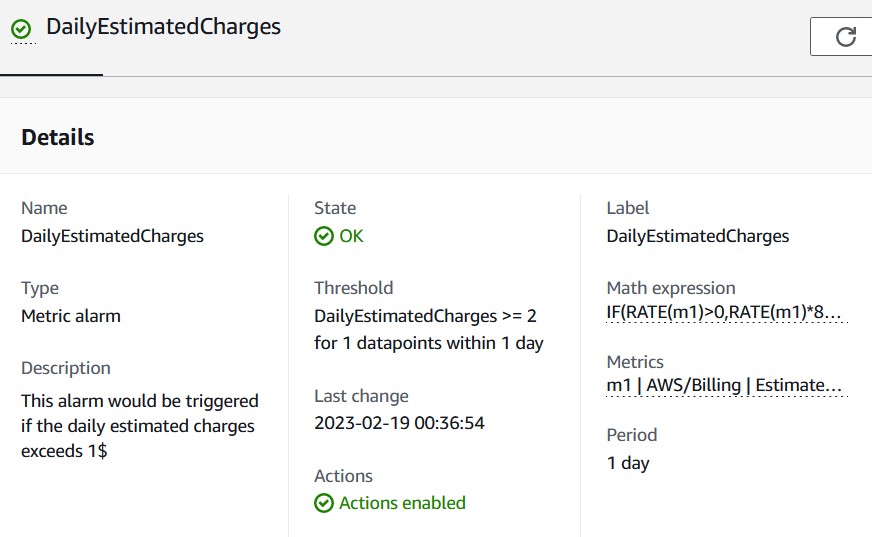 DailyEstimatedCharges
Details
Name
DailyEstimatedCharges
Type
Metric alarm
Description
This alarm would be triggered
if the daily estimated charges
exceeds 1$
State
OK
Threshold
DailyEstimatedCharges >= 2
for 1 datapoints within 1 day
Last change
2023-02-19 00:36:54
Actions
Actions enabled
Label
DailyEstimatedCharges
Math expression
IF(RATE(m1)>0,RATE(m1)*8…
Metrics
m1 | AWS/Billing | Estimate…
Period
1 day